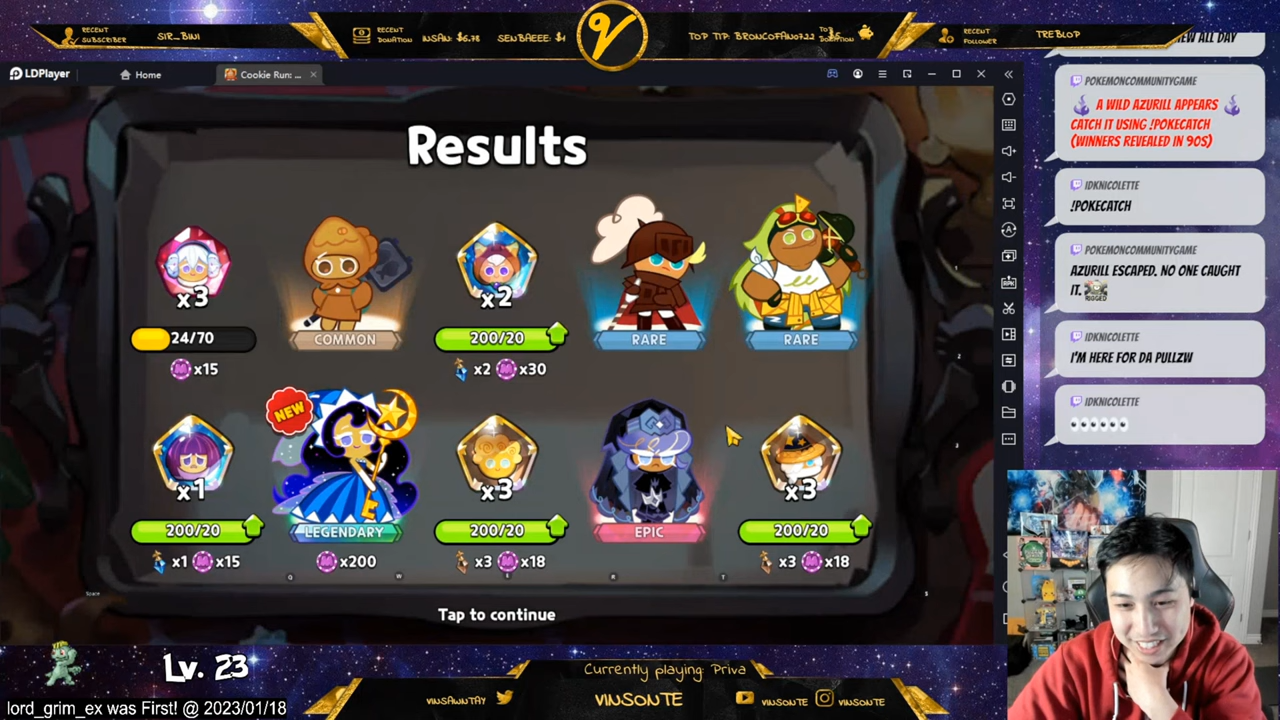 RECENT SUBSCRIBER
SIR_BINI
RECENT DONATION
INSAN: $6.78
SENBAEEE: $4
TOP TIP: BRONCOFAN0722
RECENT FOLLOWER
TREBLOP
LDPlayer
Home
Cookie Run: ...
Results
x3
24/70
x15
COMMON
x2
200/20
x2 x30
RARE
RARE
x1
200/20
x1 x15
NEW
LEGENDARY
x200
x3
200/20
x3 x18
EPIC
x3
200/20
x3 x18
Tap to continue
ALL DAY
POKEMONCOMMUNITYGAME
A WILD AZURILL APPEARS
CATCH IT USING !POKECATCH
(WINNERS REVEALED IN 90S)
IDKNICOLETTE
!POKECATCH
POKEMONCOMMUNITYGAME
AZURILL ESCAPED. NO ONE CAUGHT
IT.
IDKNICOLETTE
I'M HERE FOR DA PULLZW
IDKNICOLETTE
Lv. 23
lord_grim_ex was First! @ 2023/01/18
Currently playing: Priva
VINSAWNTAY
VINSONTE
VINSONTE
VINSONTE